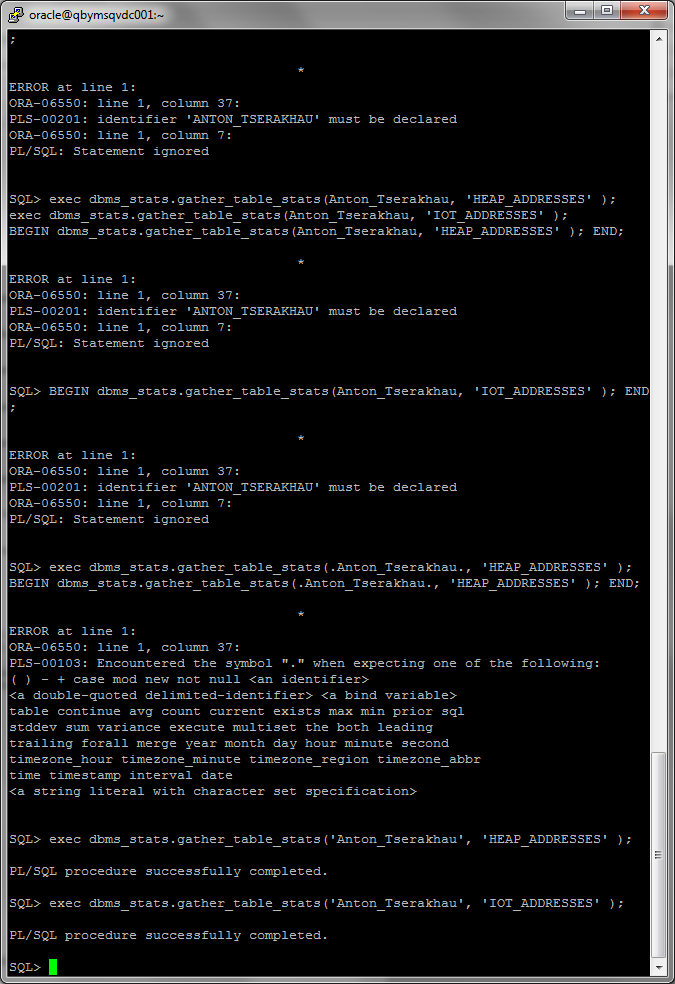 oracle@qbymsqvdc001:~
;
*
ERROR at line 1:
ORA-06550: line 1, column 37:
PLS-00201: identifier 'ANTON_TSERAKHAU' must be declared
ORA-06550: line 1, column 7:
PL/SQL: Statement ignored
SQL> exec dbms_stats.gather_table_stats(Anton_Tserakhau, 'HEAP_ADDRESSES' );
exec dbms_stats.gather_table_stats(Anton_Tserakhau, 'IOT_ADDRESSES' );
BEGIN dbms_stats.gather_table_stats(Anton_Tserakhau, 'HEAP_ADDRESSES' ); END;
*
ERROR at line 1:
ORA-06550: line 1, column 37:
PLS-00201: identifier 'ANTON_TSERAKHAU' must be declared
ORA-06550: line 1, column 7:
PL/SQL: Statement ignored
SQL> BEGIN dbms_stats.gather_table_stats(Anton_Tserakhau, 'IOT_ADDRESSES' ); END
;
*
ERROR at line 1:
ORA-06550: line 1, column 37:
PLS-00201: identifier 'ANTON_TSERAKHAU' must be declared
ORA-06550: line 1, column 7:
PL/SQL: Statement ignored
SQL> exec dbms_stats.gather_table_stats(.Anton_Tserakhau., 'HEAP_ADDRESSES' );
BEGIN dbms_stats.gather_table_stats(.Anton_Tserakhau., 'HEAP_ADDRESSES' ); END;
*
ERROR at line 1:
ORA-06550: line 1, column 37:
PLS-00103: Encountered the symbol "." when expecting one of the following:
( ) - + case mod new not null <an identifier>
<a double-quoted delimited-identifier> <a bind variable>
table continue avg count current exists max min prior sql
stddev sum variance execute multiset the both leading
trailing forall merge year month day hour minute second
timezone_hour timezone_minute timezone_region timezone_abbr
time timestamp interval date
<a string literal with character set specification>
SQL> exec dbms_stats.gather_table_stats('Anton_Tserakhau', 'HEAP_ADDRESSES' );
PL/SQL procedure successfully completed.
SQL> exec dbms_stats.gather_table_stats('Anton_Tserakhau', 'IOT_ADDRESSES' );
PL/SQL procedure successfully completed.
SQL>